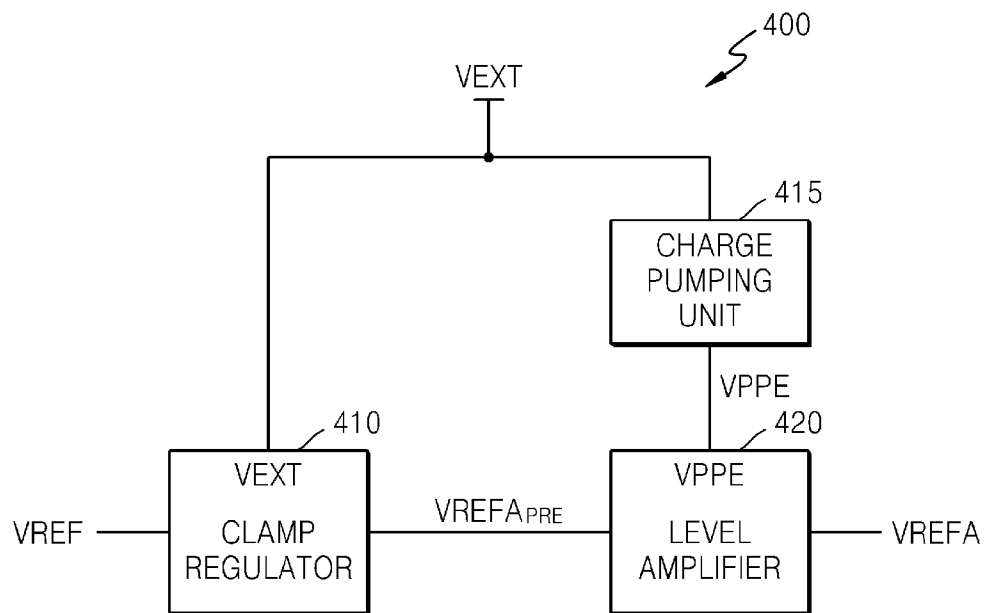 400
VEXT
415
CHARGE
PUMPING
UNIT
VPPE
410
420
VEXT
VPPE
VREF
CLAMP
REGULATOR
VREFAPRE
LEVEL
AMPLIFIER
VREFA